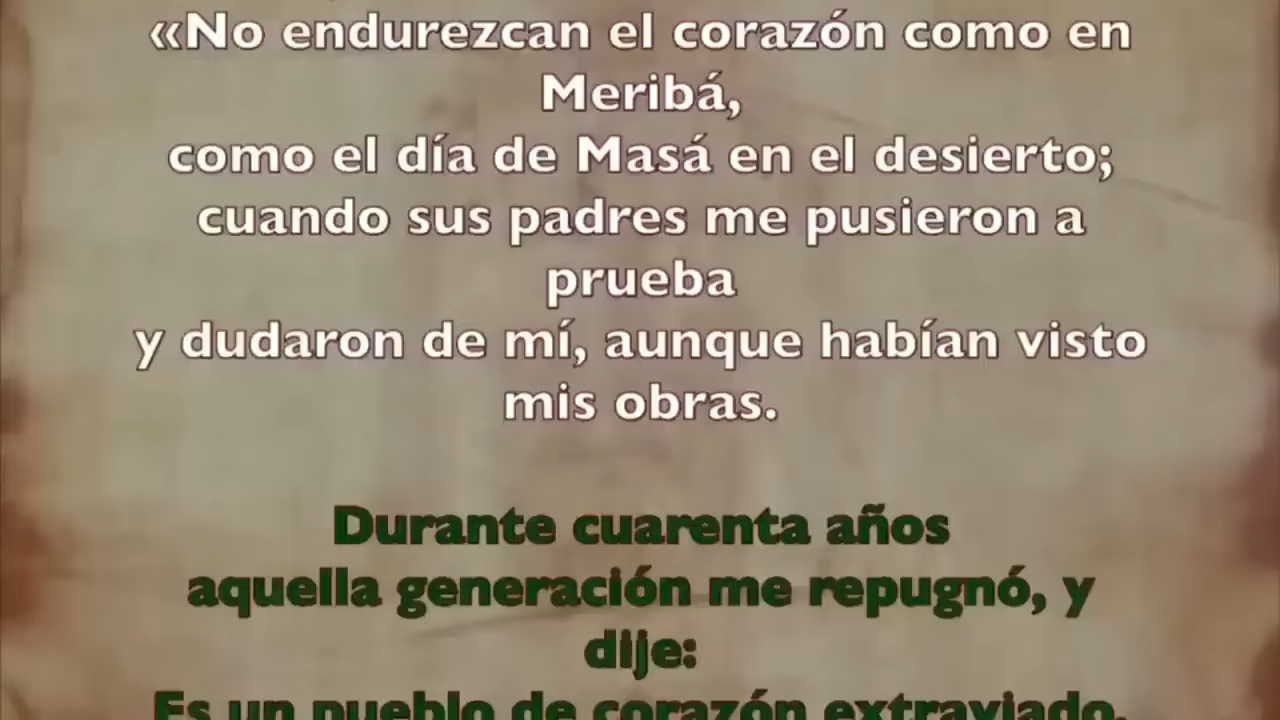 «No endurezcan el corazón como en
Meribá,
como el día de Masá en el desierto;
cuando sus padres me pusieron a
prueba
y dudaron de mí, aunque habían visto
mis obras.
Durante cuarenta años
aquella generación me repugnó, y
dije:
Es un pueblo de corazón extraviado,